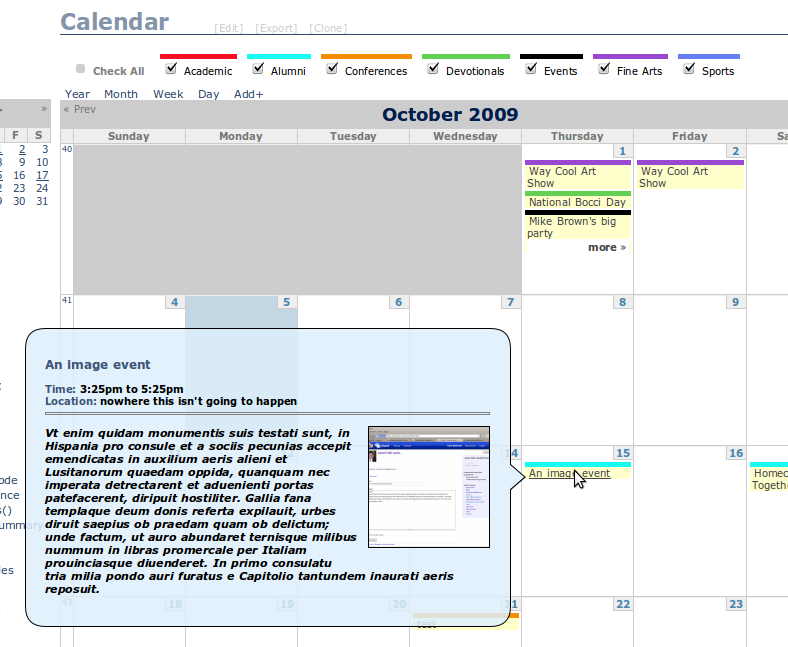 Calendar
[Edit] [Export] [Clone]
Check All Academic Alumni Conferences Devotionals Events Fine Arts Sports
Year Month Week Day Add+
»
« Prev October 2009
F S
Sunday Monday Tuesday Wednesday Thursday Friday Sa
2 3
9 10
16 17
23 24
30 31
40 1 2
Way Cool Art
Show
National Bocci Day
Mike Brown's big
party
more »
Way Cool Art
Show
41 4 5 6 7 8 9
An image event
Time: 3:25pm to 5:25pm
Location: nowhere this isn't going to happen
Vt enim quidam monumentis suis testati sunt, in
Hispania pro consule et a sociis pecunias accepit
emendicatas in auxilium aeris alieni et
Lusitanorum quaedam oppida, quanquam nec
imperata detrectarent et aduenienti portas
patefacerent, diripuit hostiliter. Gallia fana
templaque deum donis referta expilauit, urbes
diruit saepius ob praedam quam ob delictum;
unde factum, ut auro abundaret ternisque milibus
nummum in libras promercale per Italiam
prouinciasque diuenderet. In primo consulatu
tria milia pondo auri furatus e Capitolio tantundem inaurati aeris
reposuit.
14 15 16
An image event
Homec
Togeth
ode
nce
s()
ummary
les
43 18 19 20 21 22 23
test